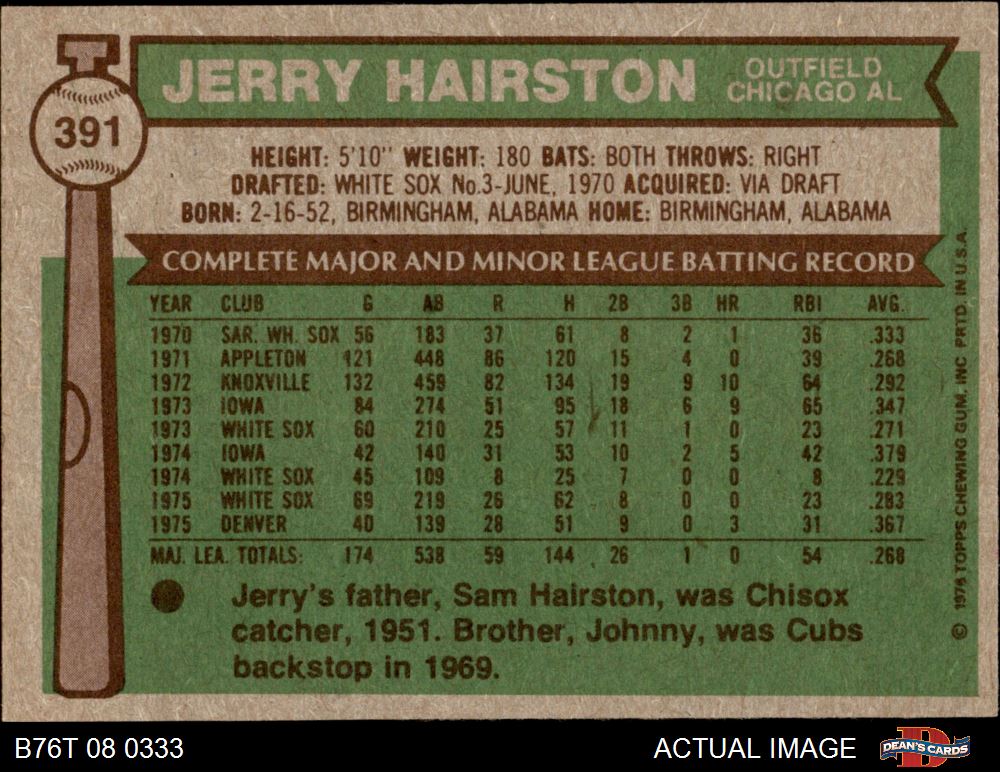 JERRY HAIRSTON
OUTFIELD
CHICAGO AL
391
HEIGHT: 5'10" WEIGHT: 180 BATS: BOTH THROWS: RIGHT
DRAFTED: WHITE SOX No.3-JUNE, 1970 ACQUIRED: VIA DRAFT
BORN: 2-16-52, BIRMINGHAM, ALABAMA HOME: BIRMINGHAM, ALABAMA
COMPLETE MAJOR AND MINOR LEAGUE BATTING RECORD
YEAR CLUB G AB R H 2B 3B HR RBI AVG.
1970 SAR. WH. SOX 56 183 37 61 8 2 1 36 .333
1971 APPLETON 121 448 86 120 15 4 0 39 .268
1972 KNOXVILLE 132 459 82 134 19 9 10 64 .292
1973 IOWA 84 274 51 95 18 6 9 65 .347
1973 WHITE SOX 60 210 25 57 11 1 0 23 .271
1974 IOWA 42 140 31 53 10 2 5 42 .379
1974 WHITE SOX 45 109 8 25 7 0 0 8 .229
1975 WHITE SOX 69 219 26 62 8 0 0 23 .283
1975 DENVER 40 139 28 51 9 0 3 31 .367
MAJ. LEA. TOTALS: 174 538 59 144 26 1 0 54 .268
Jerry's father, Sam Hairston, was Chisox
catcher, 1951. Brother, Johnny, was Cubs
backstop in 1969.
© 1976 TOPPS CHEWING GUM, INC PRTD. IN U.S.A.
B76T 08 0333
ACTUAL IMAGE
DEAN'S CARDS